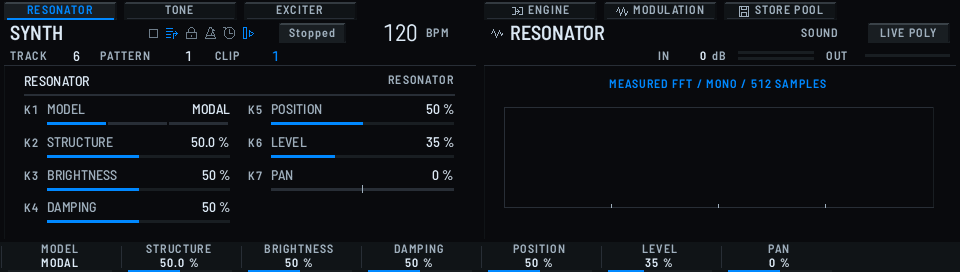 RESONATOR TONE EXCITER ENGINE MODULATION STORE POOL
SYNTH Stopped 120 BPM RESONATOR SOUND LIVE POLY
TRACK 6 PATTERN 1 CLIP 1 IN 0 dB OUT
RESONATOR RESONATOR
MEASURED FFT / MONO / 512 SAMPLES
K1 MODEL MODAL K5 POSITION 50 %
K2 STRUCTURE 50.0 % K6 LEVEL 35 %
K3 BRIGHTNESS 50 % K7 PAN 0 %
K4 DAMPING 50 %
MODEL STRUCTURE BRIGHTNESS DAMPING POSITION LEVEL PAN
MODAL 50.0 % 50 % 50 % 50 % 35 % 0 %